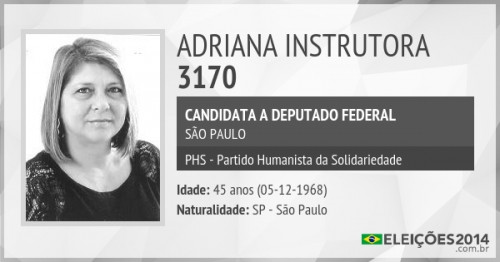 ADRIANA INSTRUTORA
3170
CANDIDATA A DEPUTADO FEDERAL
SÃO PAULO
PHS - Partido Humanista da Solidariedade
Idade: 45 anos (05-12-1968)
Naturalidade: SP - São Paulo
ELEIÇÕES2014
.com.br